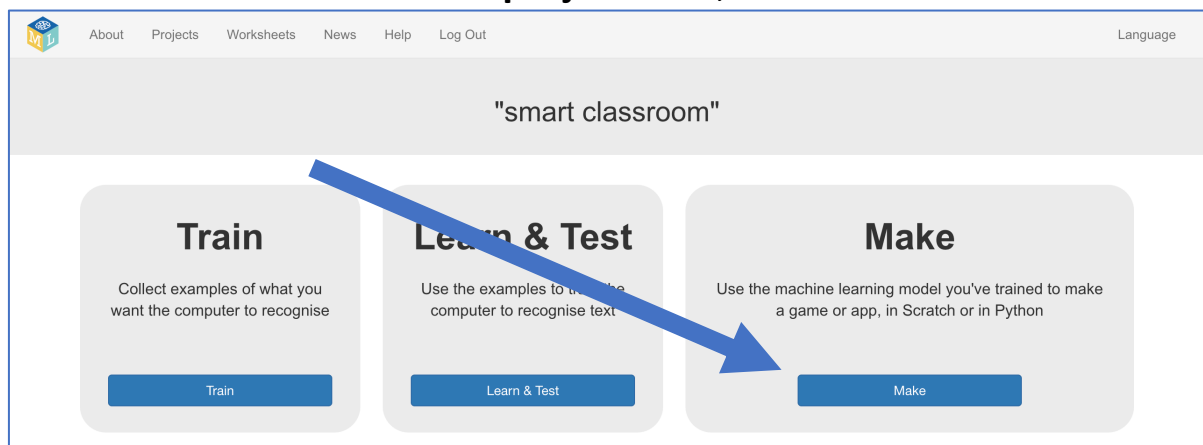 About Projects Worksheets News Help Log Out Language
"smart classroom"
Train
Collect examples of what you
want the computer to recognise
Train
Learn & Test
Use the examples to the
computer to recognise text
Learn & Test
Make
Use the machine learning model you've trained to make
a game or app, in Scratch or in Python
Make